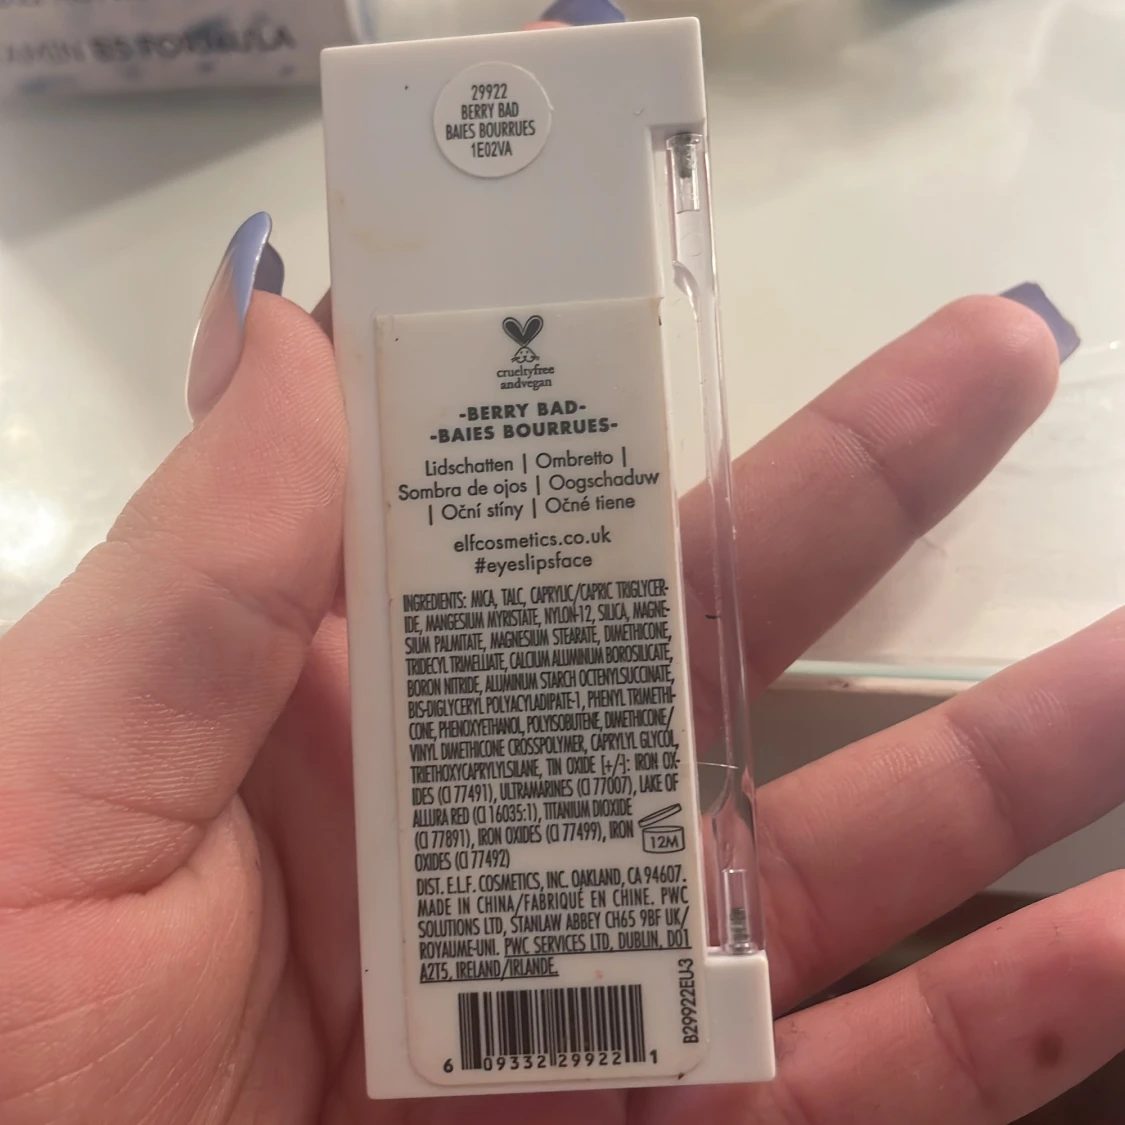 AMIN B5 FORMULA
29922
BERRY BAD
BAIES BOURRUES
1E02VA
crueltyfree
andvegan
-BERRY BAD-
-BAIES BOURRUES-
Lidschatten | Ombretto |
Sombra de ojos | Oogschaduw
| Oční stíny | Očné tiene
elfcosmetics.co.uk
#eyeslipsface
INGREDIENTS: MICA, TALC, CAPRYLIC/CAPRIC TRIGLYCER-
IDE, MANGESIUM MYRISTATE, NYLON-12, SILICA, MAGNE-
SIUM PALMITATE, MAGNESIUM STEARATE, DIMETHICONE,
TRIDECYL TRIMELLIATE, CALCIUM ALUMINUM BOROSILICATE,
BORON NITRIDE, ALUMINUM STARCH OCTENYLSUCCINATE,
BIS-DIGLYCERYL POLYACYLADIPATE-1, PHENYL TRIMETHI-
CONE, PHENOXYETHANOL, POLYISOBUTENE, DIMETHICONE/
VINYL DIMETHICONE CROSSPOLYMER, CAPRYLYL GLYCOL,
TRIETHOXYCAPRYLYLSILANE, TIN OXIDE [+/-]: IRON OX-
IDES (CI 77491), ULTRAMARINES (CI 77007), LAKE OF
ALLURA RED (CI 16035:1), TITANIUM DIOXIDE
(CI 77891), IRON OXIDES (CI 77499), IRON
OXIDES (CI 77492)
12M
DIST. E.L.F. COSMETICS, INC. OAKLAND, CA 94607.
MADE IN CHINA/FABRIQUÉ EN CHINE. PWC
SOLUTIONS LTD, STANLAW ABBEY CH65 9BF UK/
ROYAUME-UNI. PWC SERVICES LTD, DUBLIN, D01
A2T5, IRELAND/IRLANDE.
B29922EU-3
6 09332 29922 1